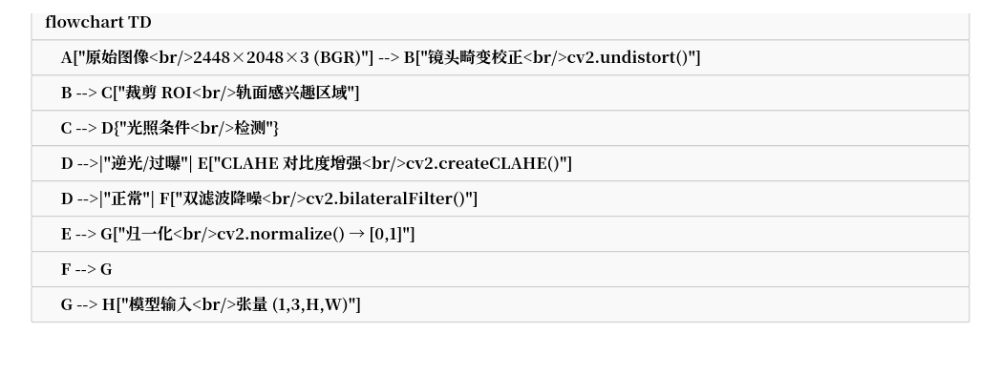 flowchart TD
A["原始图像<br/>2448×2048×3 (BGR)"] --> B["镜头畸变校正<br/>cv2.undistort()"]
B --> C["裁剪 ROI<br/>轨面感兴趣区域"]
C --> D{"光照条件<br/>检测"}
D -->|"逆光/过曝"| E["CLAHE 对比度增强<br/>cv2.createCLAHE()"]
D -->|"正常"| F["双滤波降噪<br/>cv2.bilateralFilter()"]
E --> G["归一化<br/>cv2.normalize() → [0,1]"]
F --> G
G --> H["模型输入<br/>张量 (1,3,H,W)"]